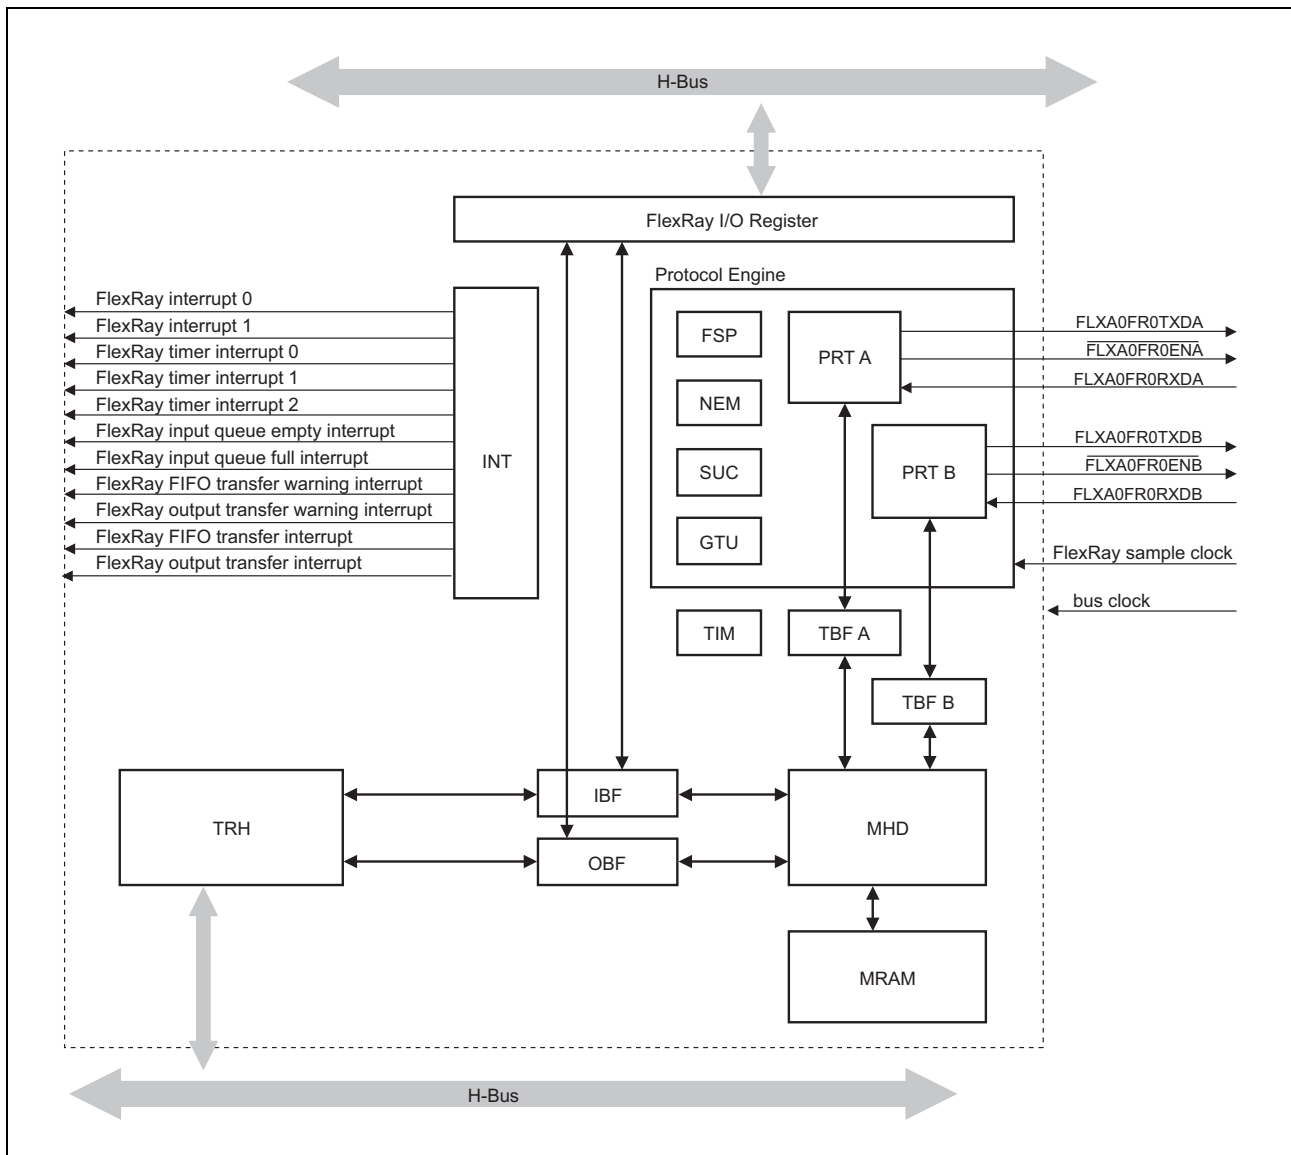 H-Bus
FlexRay I/O Register
Protocol Engine
FlexRay interrupt 0
FlexRay interrupt 1
FlexRay timer interrupt 0
FlexRay timer interrupt 1
FlexRay timer interrupt 2
FlexRay input queue empty interrupt
FlexRay input queue full interrupt
FlexRay FIFO transfer warning interrupt
FlexRay output transfer warning interrupt
FlexRay FIFO transfer interrupt
FlexRay output transfer interrupt
INT
FSP
NEM
SUC
GTU
PRT A
PRT B
FLXA0FR0TXDA
FLXA0FR0ENA
FLXA0FR0RXDA
FLXA0FR0TXDB
FLXA0FR0ENB
FLXA0FR0RXDB
FlexRay sample clock
bus clock
TIM
TBF A
TBF B
TRH
IBF
OBF
MHD
MRAM
H-Bus